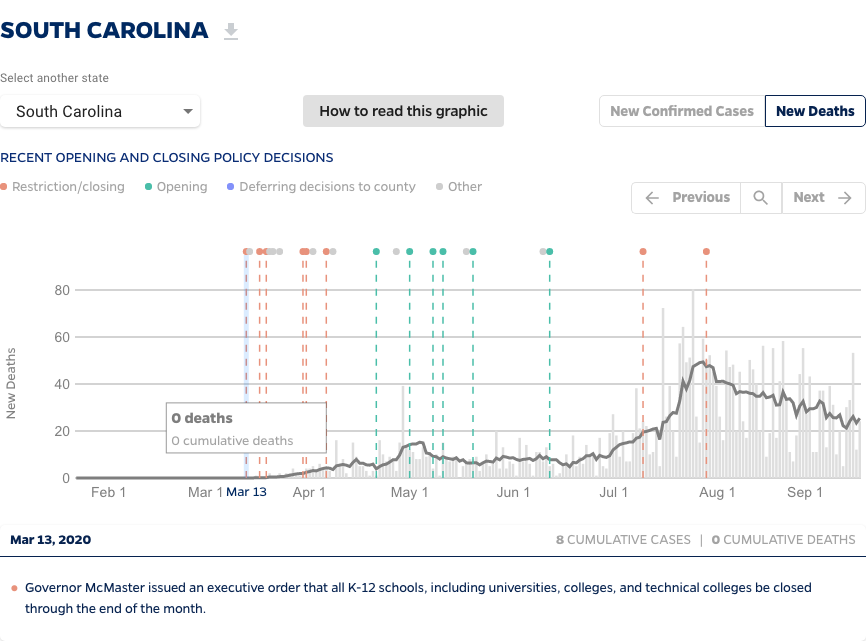 SOUTH CAROLINA
Select another state
South Carolina
How to read this graphic
New Confirmed Cases
New Deaths
RECENT OPENING AND CLOSING POLICY DECISIONS
Restriction/closing
Opening
Deferring decisions to county
Other
Previous
Next
80
60
40
20
0
New Deaths
0 deaths
0 cumulative deaths
Feb 1
Mar 1
Mar 13
Apr 1
May 1
Jun 1
Jul 1
Aug 1
Sep 1
Mar 13, 2020
8 CUMULATIVE CASES | 0 CUMULATIVE DEATHS
Governor McMaster issued an executive order that all K-12 schools, including universities, colleges, and technical colleges be closed
through the end of the month.